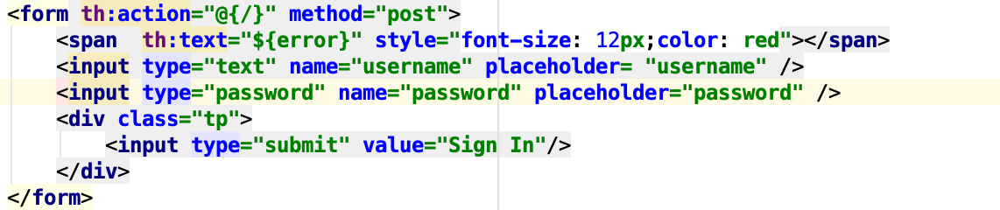 <form th:action="@{/}" method="post">
    <span  th:text="${error}" style="font-size: 12px;color: red"></span>
    <input type="text" name="username" placeholder= "username" />
    <input type="password" name="password" placeholder="password" />
    <div class="tp">
        <input type="submit" value="Sign In"/>
    </div>
</form>